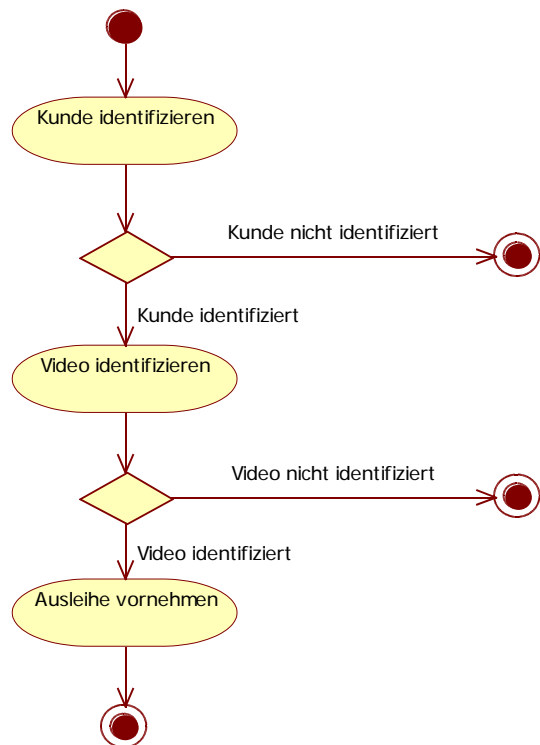 Kunde identifizieren
Kunde nicht identifiziert
Kunde identifiziert
Video identifizieren
Video nicht identifiziert
Video identifiziert
Ausleihe vornehmen